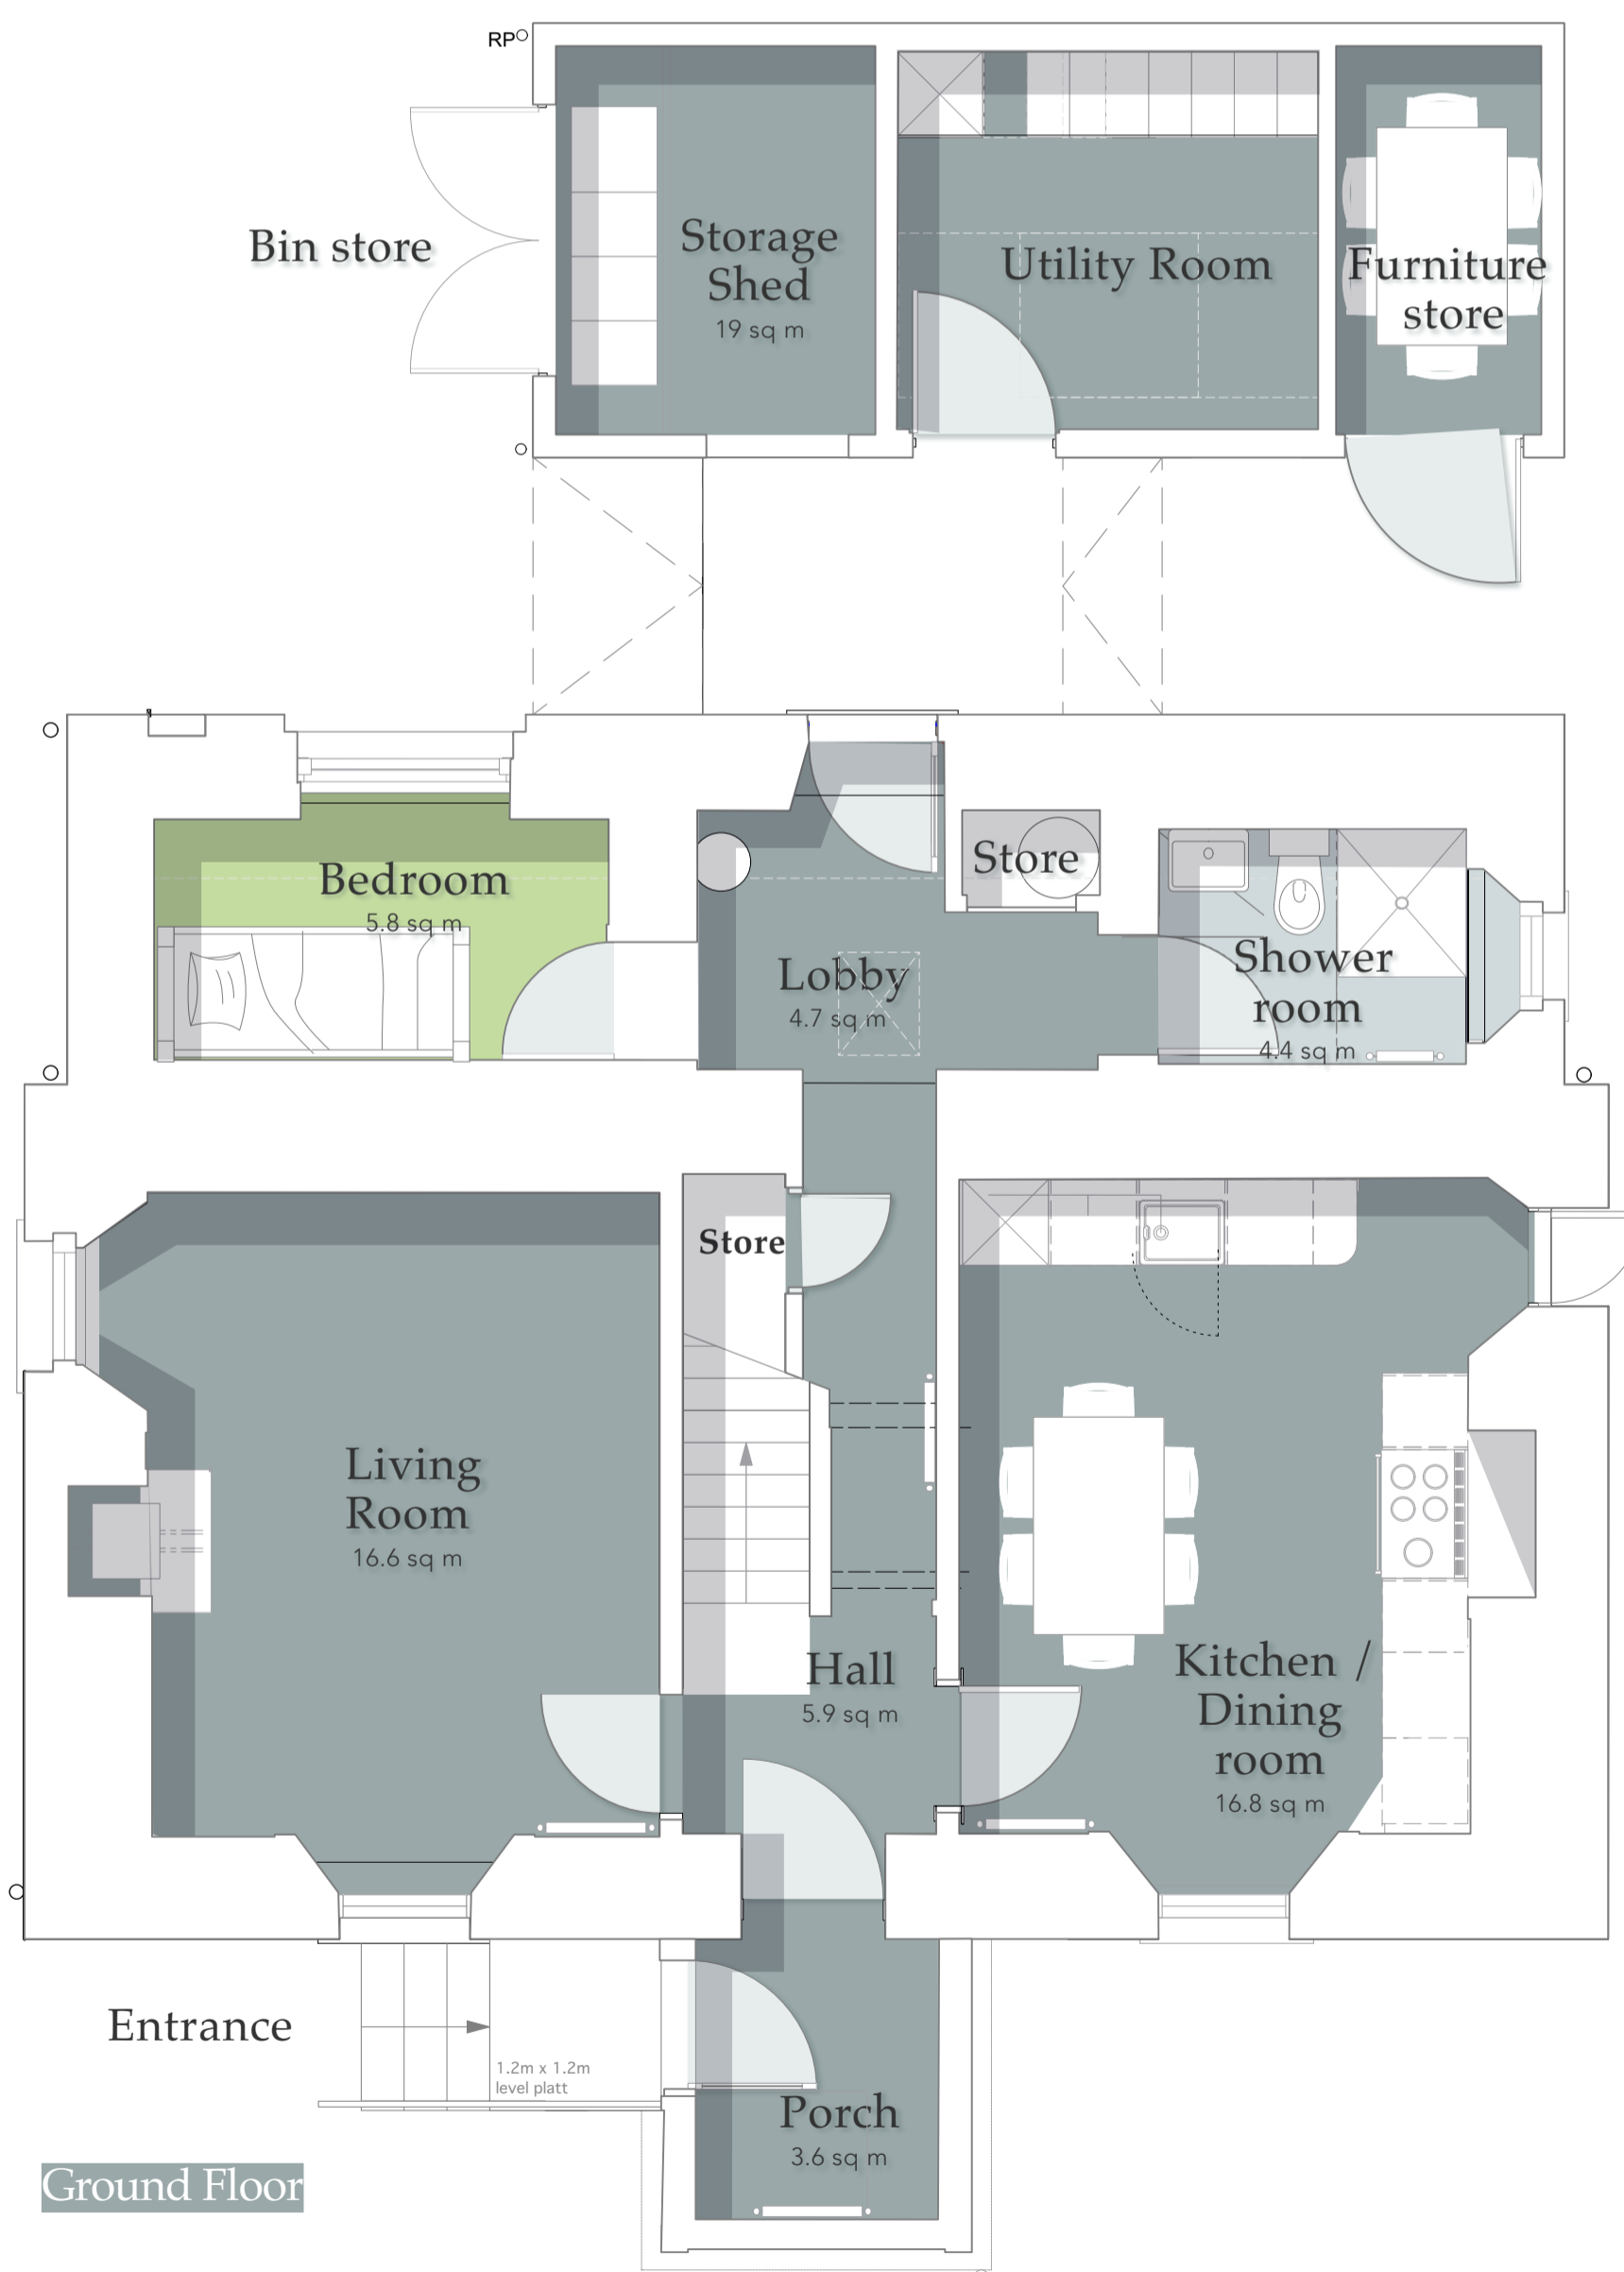 RP
Bin store
Storage
Shed
19 sq m
Utility Room
Furniture
store
Bedroom
5.8 sq m
Lobby
4.7 sq m
Store
Shower
room
4.4 sq m
Store
Living
Room
16.6 sq m
Hall
5.9 sq m
Kitchen /
Dining
room
16.8 sq m
Entrance
1.2m x 1.2m
level platt
Porch
3.6 sq m
Ground Floor